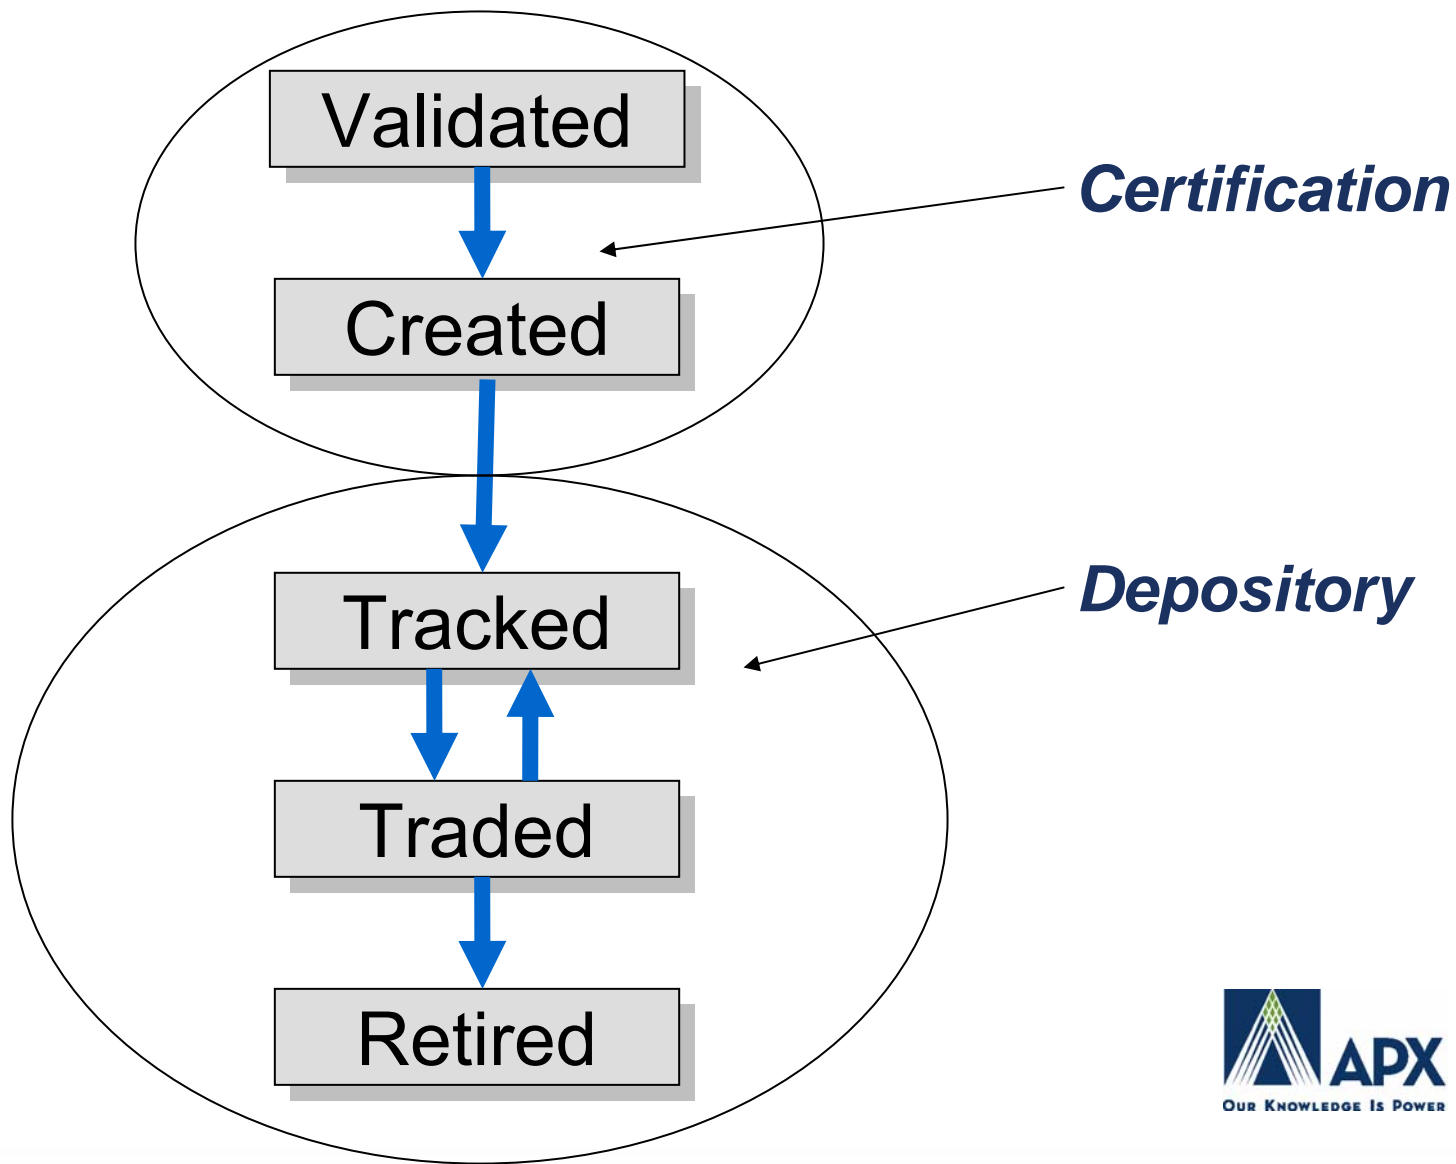 Validated
Certification
Created
Tracked
Depository
Traded
Retired
APX
OUR KNOWLEDGE IS POWER